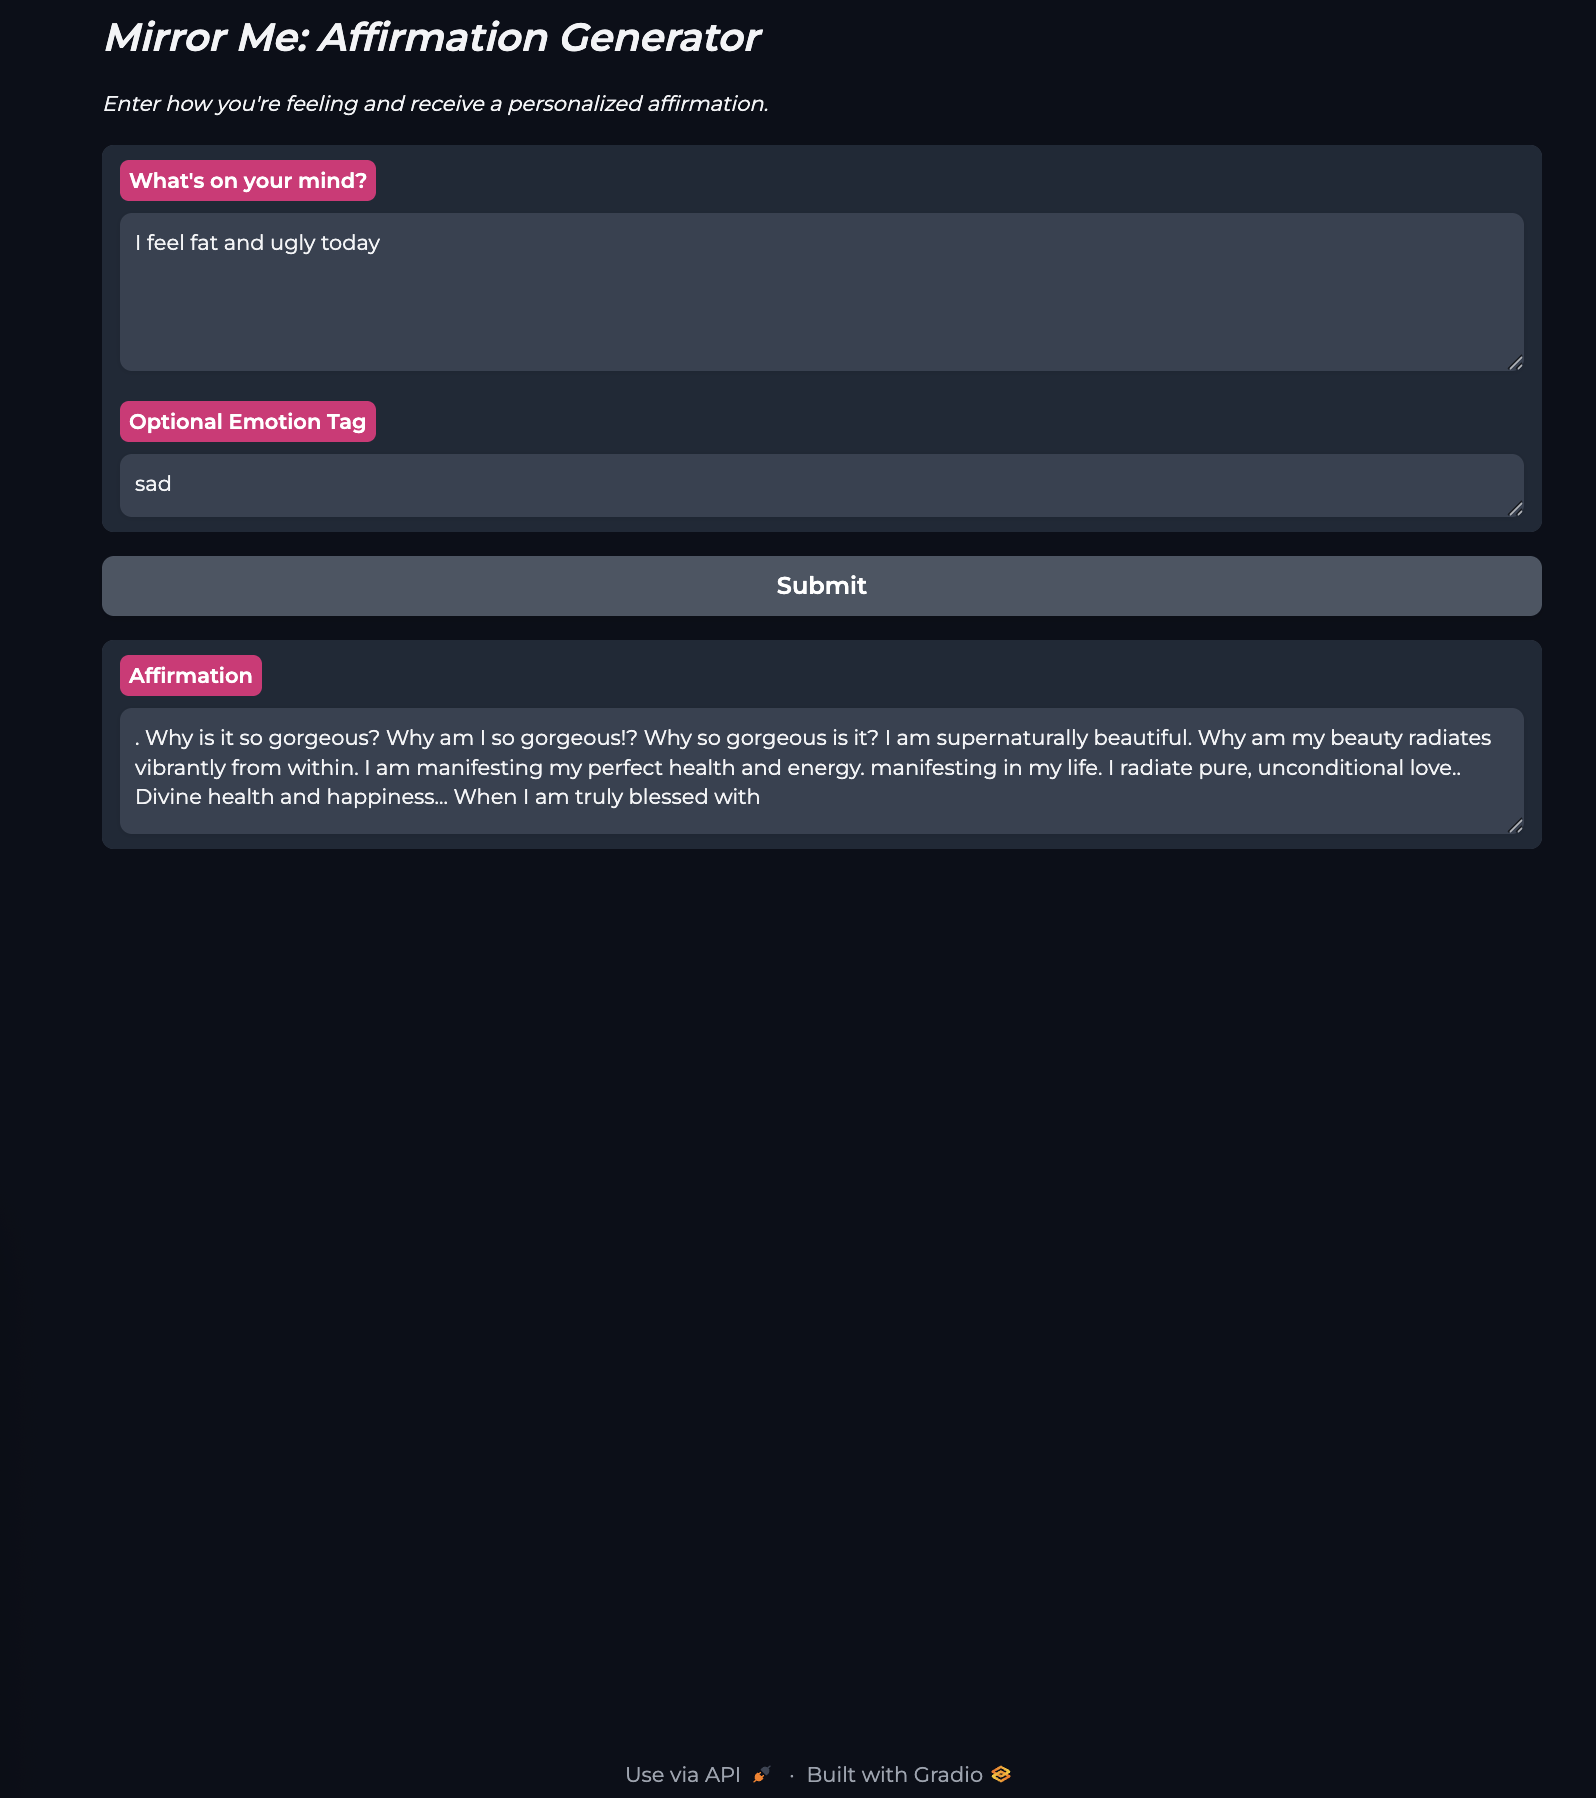 Mirror Me: Affirmation Generator
Enter how you're feeling and receive a personalized affirmation.
What's on your mind?
I feel fat and ugly today
Optional Emotion Tag
sad
Submit
Affirmation
. Why is it so gorgeous? Why am I so gorgeous!? Why so gorgeous is it? I am supernaturally beautiful. Why am my beauty radiates
vibrantly from within. I am manifesting my perfect health and energy. manifesting in my life. I radiate pure, unconditional love..
Divine health and happiness... When I am truly blessed with
Use via API · Built with Gradio